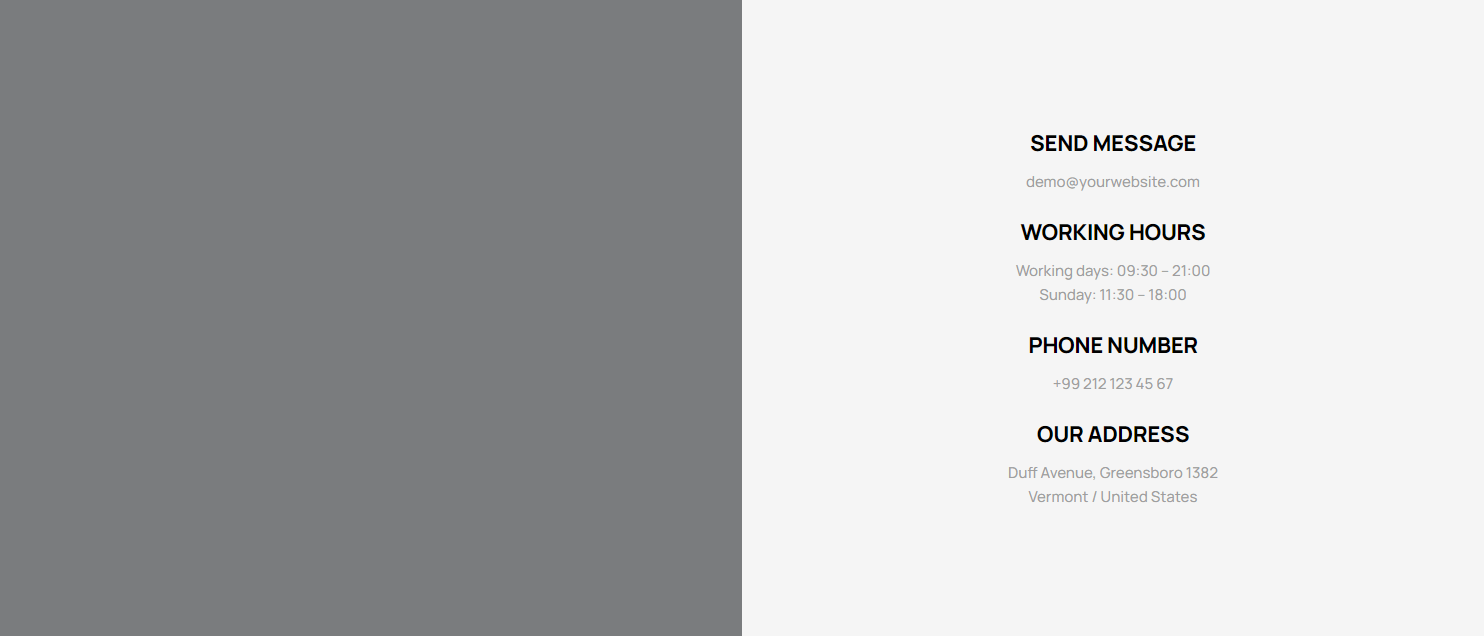 SEND MESSAGE
demo@yourwebsite.com
WORKING HOURS
Working days: 09:30 – 21:00
Sunday: 11:30 – 18:00
PHONE NUMBER
+99 212 123 45 67
OUR ADDRESS
Duff Avenue, Greensboro 1382
Vermont / United States